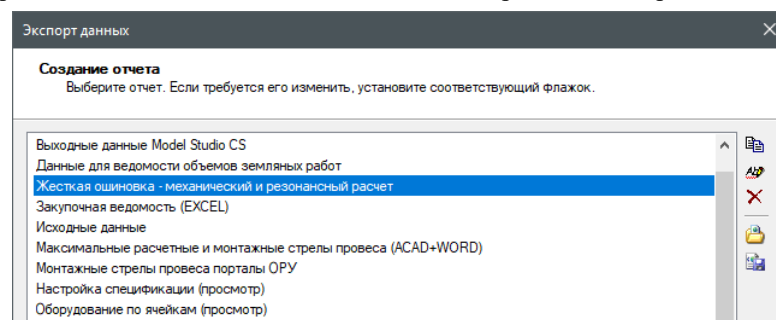 Экспорт данных
Создание отчета
Выберите отчет. Если требуется его изменить, установите соответствующий флажок.
Выходные данные Model Studio CS
Данные для ведомости объемов земляных работ
Жесткая ошиновка - механический и резонансный расчет
Закупочная ведомость (EXCEL)
Исходные данные
Максимальные расчетные и монтажные стрелы провеса (ACAD+WORD)
Монтажные стрелы провеса порталы ОРУ
Настройка спецификации (просмотр)
Оборудование по ячейкам (просмотр)